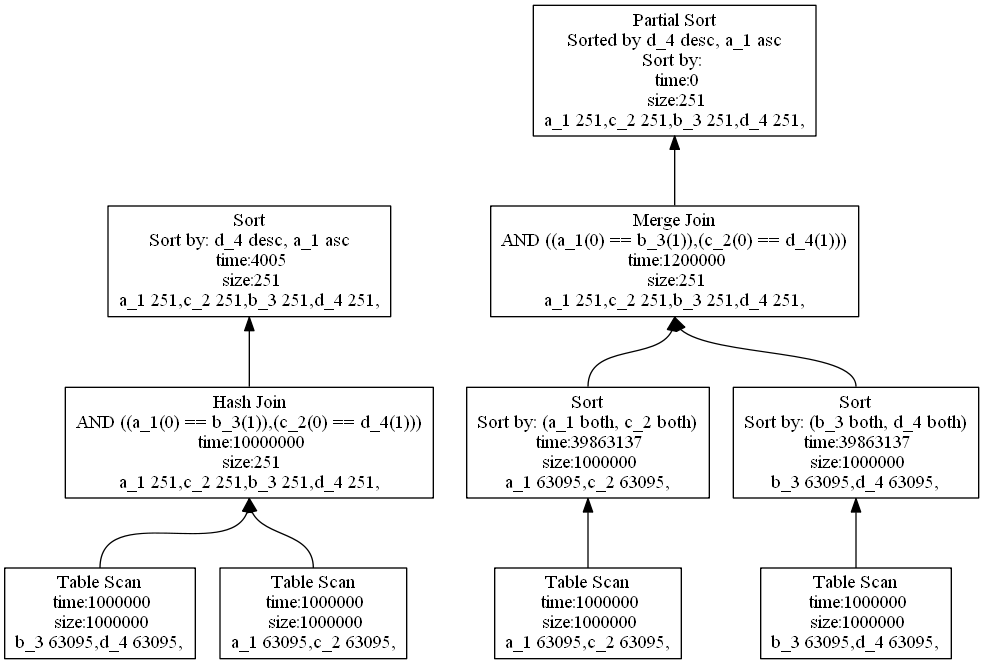 Partial Sort
Sorted by d_4 desc, a_1 asc
Sort by:
time:0
size:251
a_1 251,c_2 251,b_3 251,d_4 251,
Sort
Sort by: d_4 desc, a_1 asc
time:4005
size:251
a_1 251,c_2 251,b_3 251,d_4 251,
Merge Join
AND ((a_1(0) == b_3(1)),(c_2(0) == d_4(1)))
time:1200000
size:251
a_1 251,c_2 251,b_3 251,d_4 251,
Hash Join
AND ((a_1(0) == b_3(1)),(c_2(0) == d_4(1)))
time:10000000
size:251
a_1 251,c_2 251,b_3 251,d_4 251,
Sort
Sort by: (a_1 both, c_2 both)
time:39863137
size:1000000
a_1 63095,c_2 63095,
Sort
Sort by: (b_3 both, d_4 both)
time:39863137
size:1000000
b_3 63095,d_4 63095,
Table Scan
time:1000000
size:1000000
b_3 63095,d_4 63095,
Table Scan
time:1000000
size:1000000
a_1 63095,c_2 63095,
Table Scan
time:1000000
size:1000000
a_1 63095,c_2 63095,
Table Scan
time:1000000
size:1000000
b_3 63095,d_4 63095,